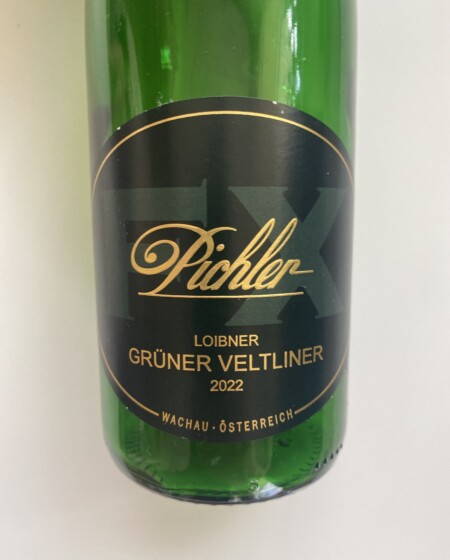 FX
Pichler
LOIBNER
GRÜNER VELTLINER
2022
WACHAU · ÖSTERREICH